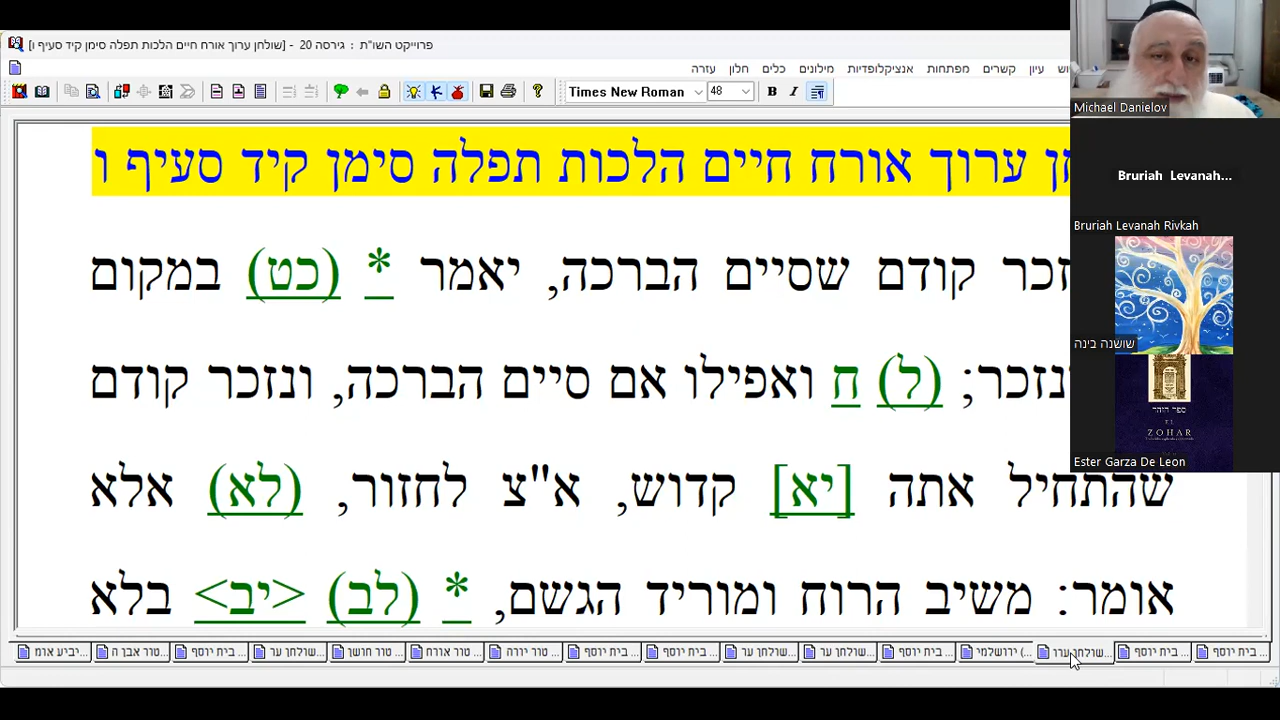 פרוייקט השו"ת : גירסה 20 - [שולחן ערוך אורח חיים הלכות תפלה סימן קיד סעיף ו]
עיון קשרים מפתחות אנציקלופדיות מילונים כלים חלון עזרה
Times New Roman 48 B I
ערוך אורח חיים הלכות תפלה סימן קיד סעיף ו
קודם שסיים הברכה, יאמר * (כט) במקום
(ל) ח ואפילו אם סיים הברכה, ונזכר קודם
שהתחיל אתה [יא] קדוש, א"צ לחזור, (לא) אלא
אומר: משיב הרוח ומוריד הגשם, * (לב) <יב> בלא
בית יוסף ...
בית יוסף ...
שולחן ערו...
ירושלמי (...
בית יוסף ...
שולחן ער...
שולחן ער...
בית יוסף ...
בית יוסף ...
טור יורה ...
טור אורח ...
טור חושן ...
שולחן ער...
בית יוסף ...
טור אבן ה...
יביע אומ...
Michael Danielov
Bruriah Levanah...
Bruriah Levanah Rivkah
שושנה בינה
ספר הזהר
EL
ZOHAR
Ester Garza De Leon